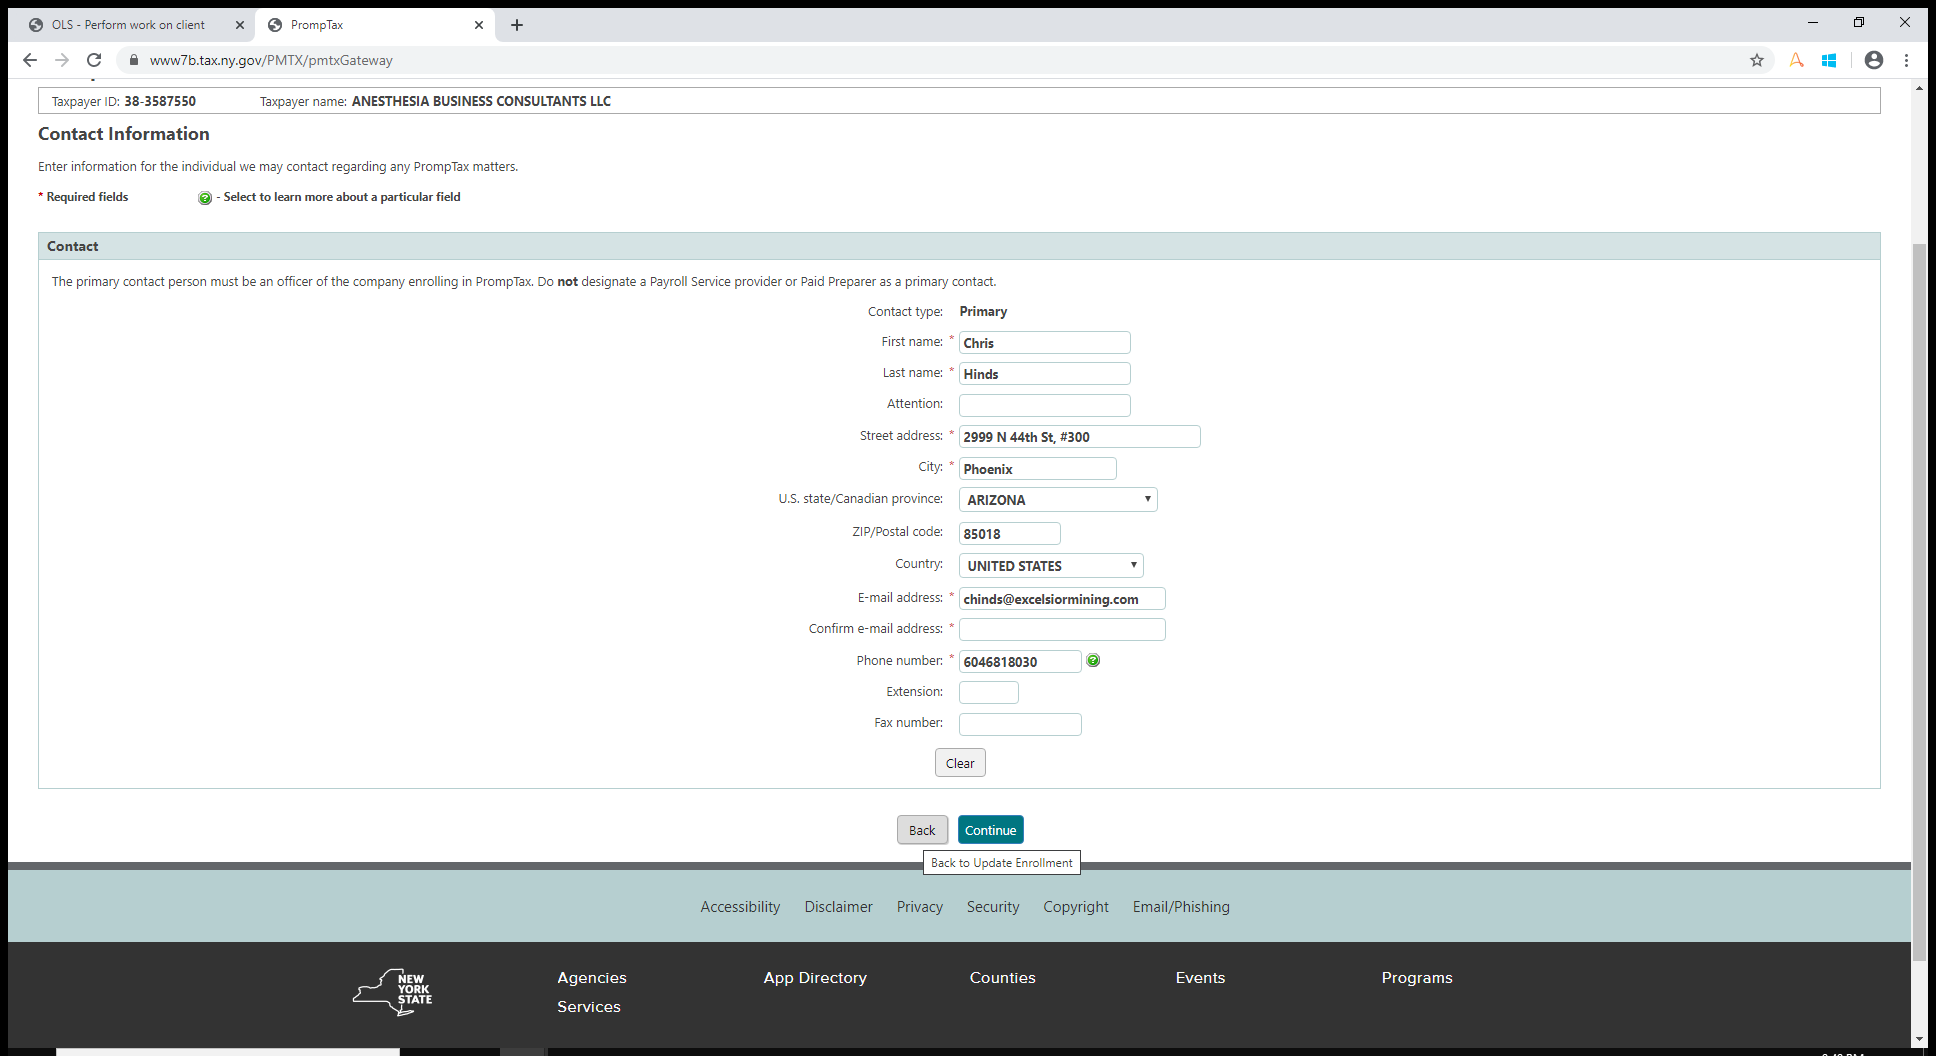 OLS - Perform work on client
PrompTax
www7b.tax.ny.gov/PMTX/pmtxGateway
Taxpayer ID: 38-3587550 Taxpayer name: ANESTHESIA BUSINESS CONSULTANTS LLC
Contact Information
Enter information for the individual we may contact regarding any PrompTax matters.
* Required fields ? - Select to learn more about a particular field
Contact
The primary contact person must be an officer of the company enrolling in PrompTax. Do not designate a Payroll Service provider or Paid Preparer as a primary contact.
Contact type: Primary
First name: * Chris
Last name: * Hinds
Attention:
Street address: * 2999 N 44th St, #300
City: * Phoenix
U.S. state/Canadian province: ARIZONA
ZIP/Postal code: 85018
Country: UNITED STATES
E-mail address: * chinds@excelsiormining.com
Confirm e-mail address: *
Phone number: * 6046818030 ?
Extension:
Fax number:
Clear
Back Continue
Back to Update Enrollment
Accessibility Disclaimer Privacy Security Copyright Email/Phishing
NEW
YORK
STATE
Agencies App Directory Counties Events Programs
Services